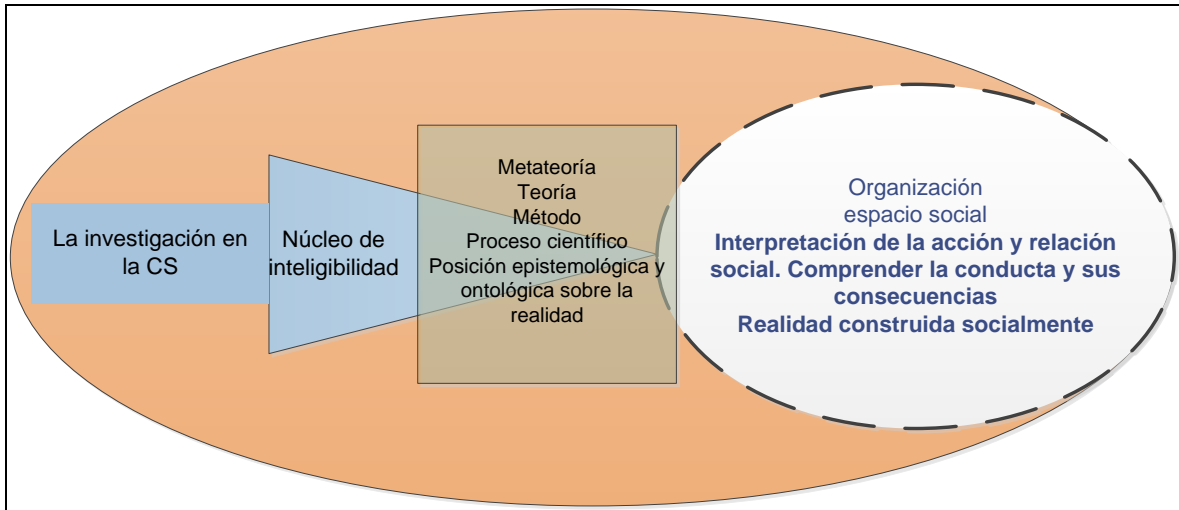 La investigación en
la CS
Núcleo de
inteligibilidad
Metateoría
Teoría
Método
Proceso científico
Posición epistemológica y
ontológica sobre la
realidad
Organización
espacio social
Interpretación de la acción y relación
social. Comprender la conducta y sus
consecuencias
Realidad construida socialmente